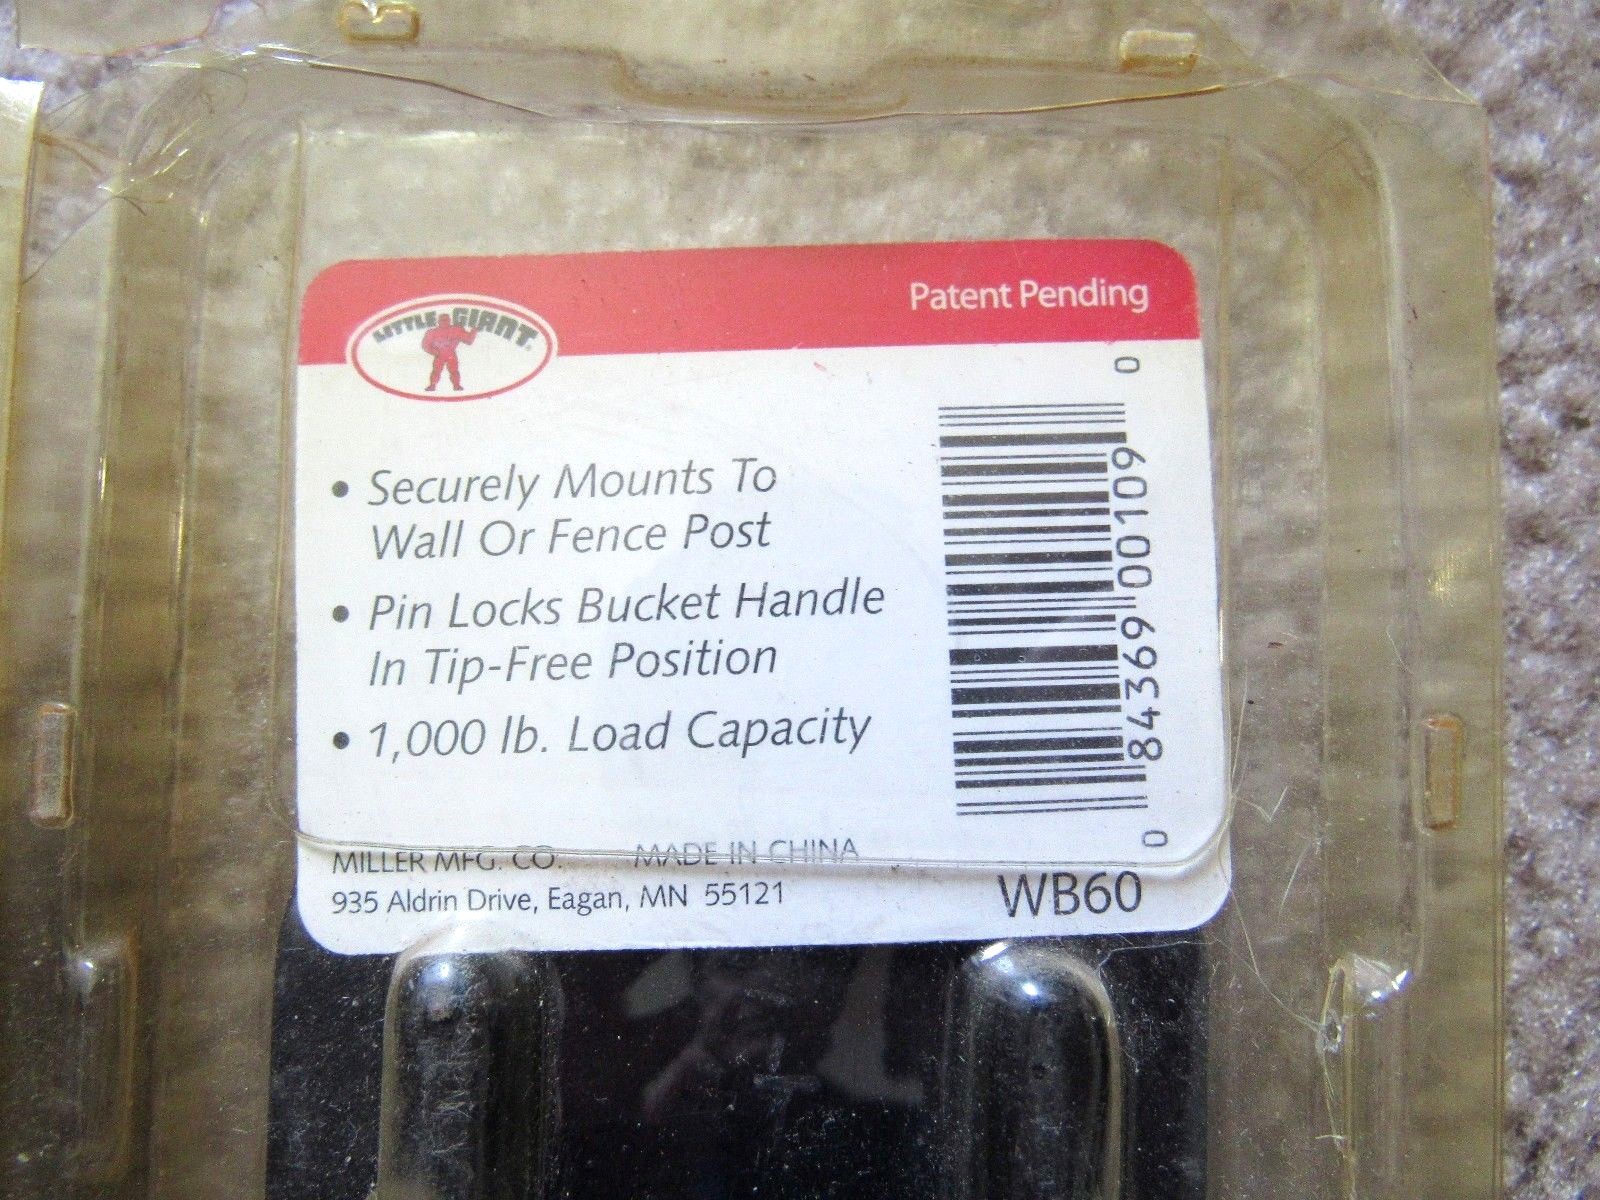 LITTLE GIANT
Patent Pending
• Securely Mounts To
Wall Or Fence Post
• Pin Locks Bucket Handle
In Tip-Free Position
• 1,000 lb. Load Capacity
0 84369 00109 0
MILLER MFG. CO. MADE IN CHINA
935 Aldrin Drive, Eagan, MN 55121
WB60